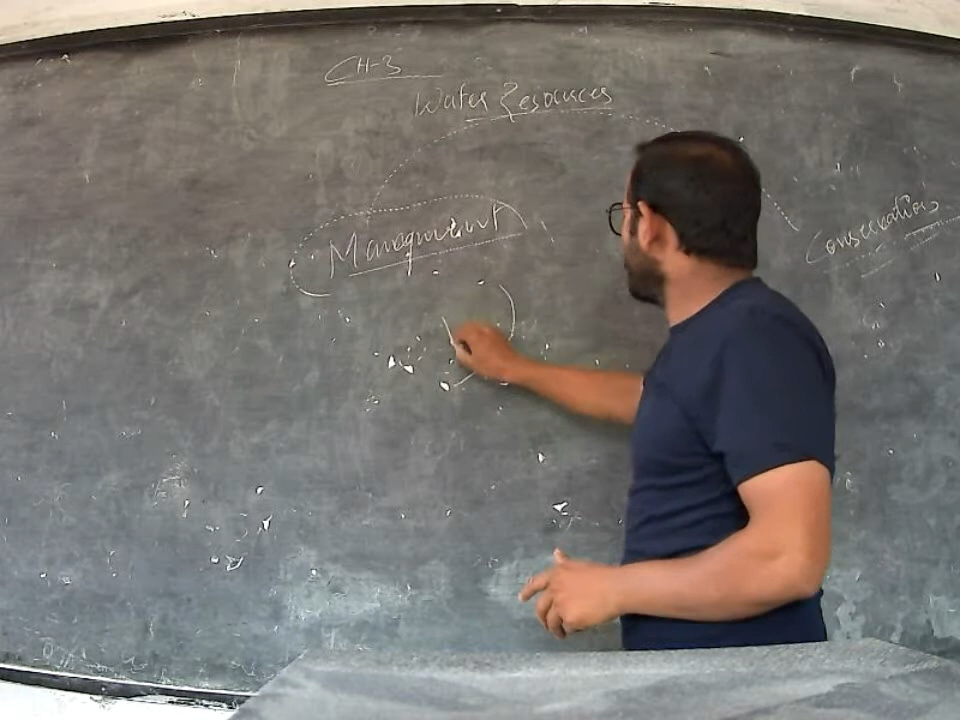 CH-3
Water Resources
Management
Conservation